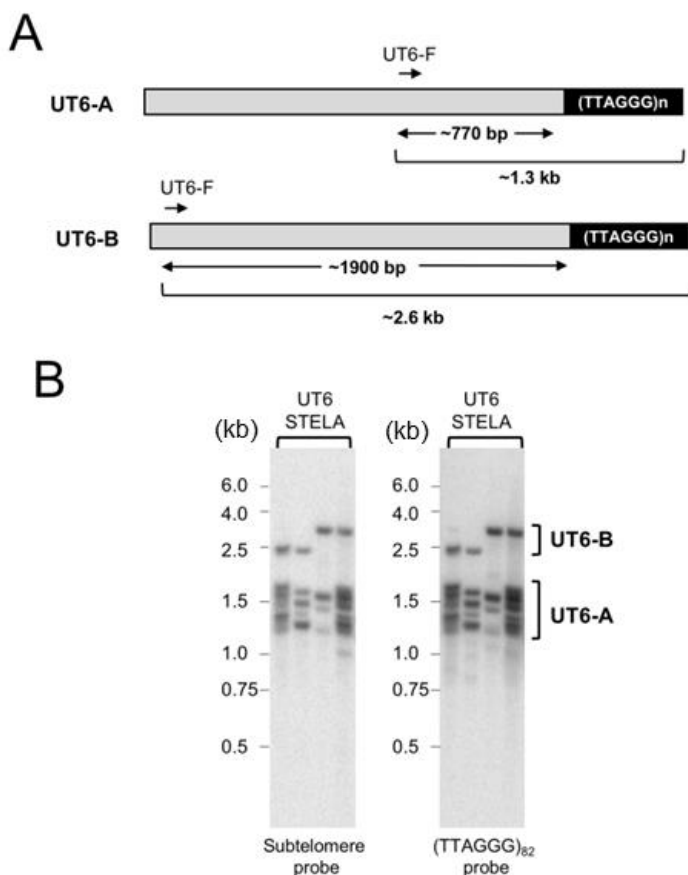 A
UT6-F
UT6-A
(TTAGGG)n
~770 bp
~1.3 kb
UT6-F
UT6-B
(TTAGGG)n
~1900 bp
~2.6 kb
B
UT6
STELA
(kb)
6.0
4.0
2.5
1.5
1.0
0.75
0.5
Subtelomere
probe
UT6
STELA
(kb)
6.0
4.0
2.5
1.5
1.0
0.75
0.5
UT6-B
UT6-A
(TTAGGG)82
probe